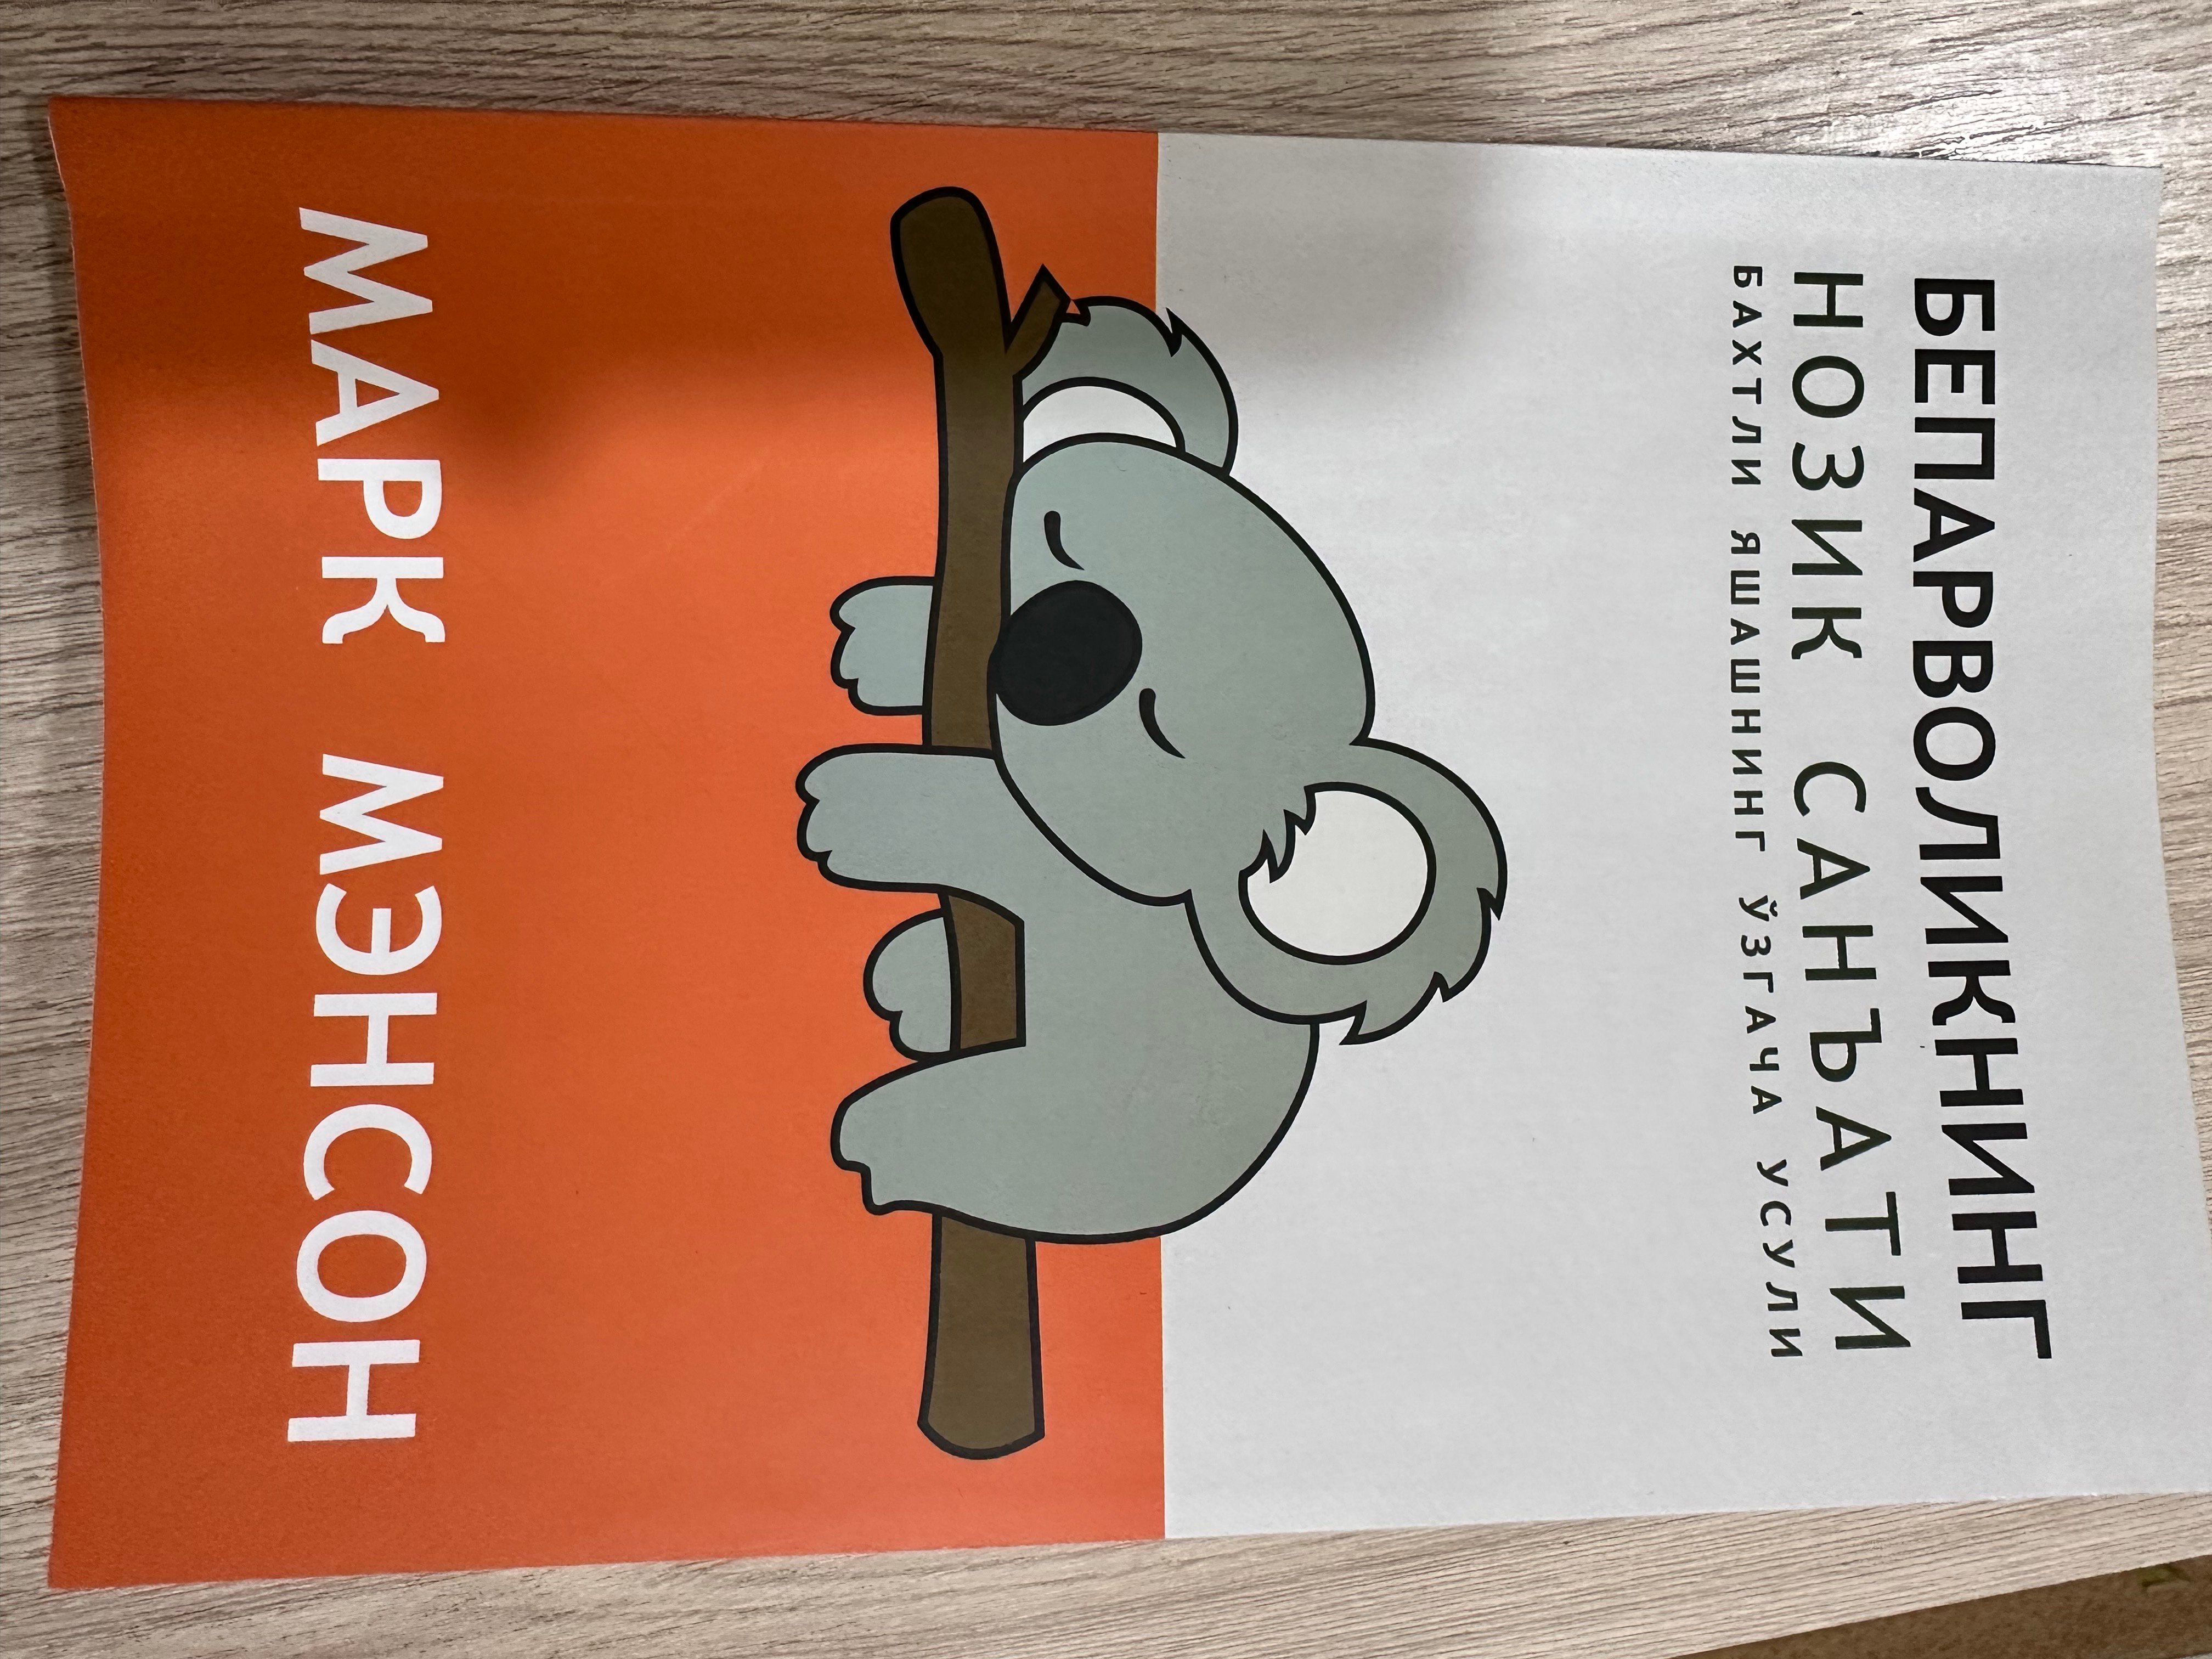 БЕПАРВОЛИКНИНГ
НОЗИК САНЪАТИ
БАХТЛИ ЯШАШНИНГ ЎЗГАЧА УСУЛИ
МАРК МЭНСОН